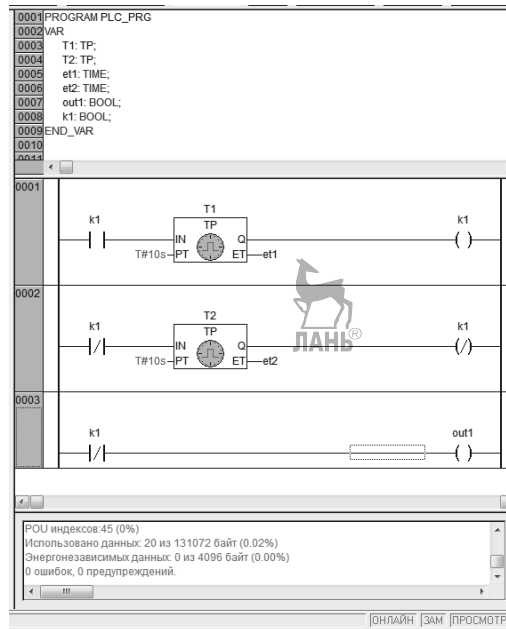 0001 PROGRAM PLC_PRG
0002 VAR
0003 T1: TP;
0004 T2: TP;
0005 et1: TIME;
0006 et2: TIME;
0007 out1: BOOL;
0008 k1: BOOL;
0009 END_VAR
0010
0011
0001
k1 T1 k1
TP
IN Q
T#10s PT ET et1
0002
k1 T2 k1
TP
IN Q
T#10s PT ET et2
ЛАНЬ®
0003
k1 out1
POU индексов:45 (0%)
Использовано данных: 20 из 131072 байт (0.02%)
Энергонезависимых данных: 0 из 4096 байт (0.00%)
0 ошибок, 0 предупреждений.
ОНЛАЙН ЗАМ ПРОСМОТР